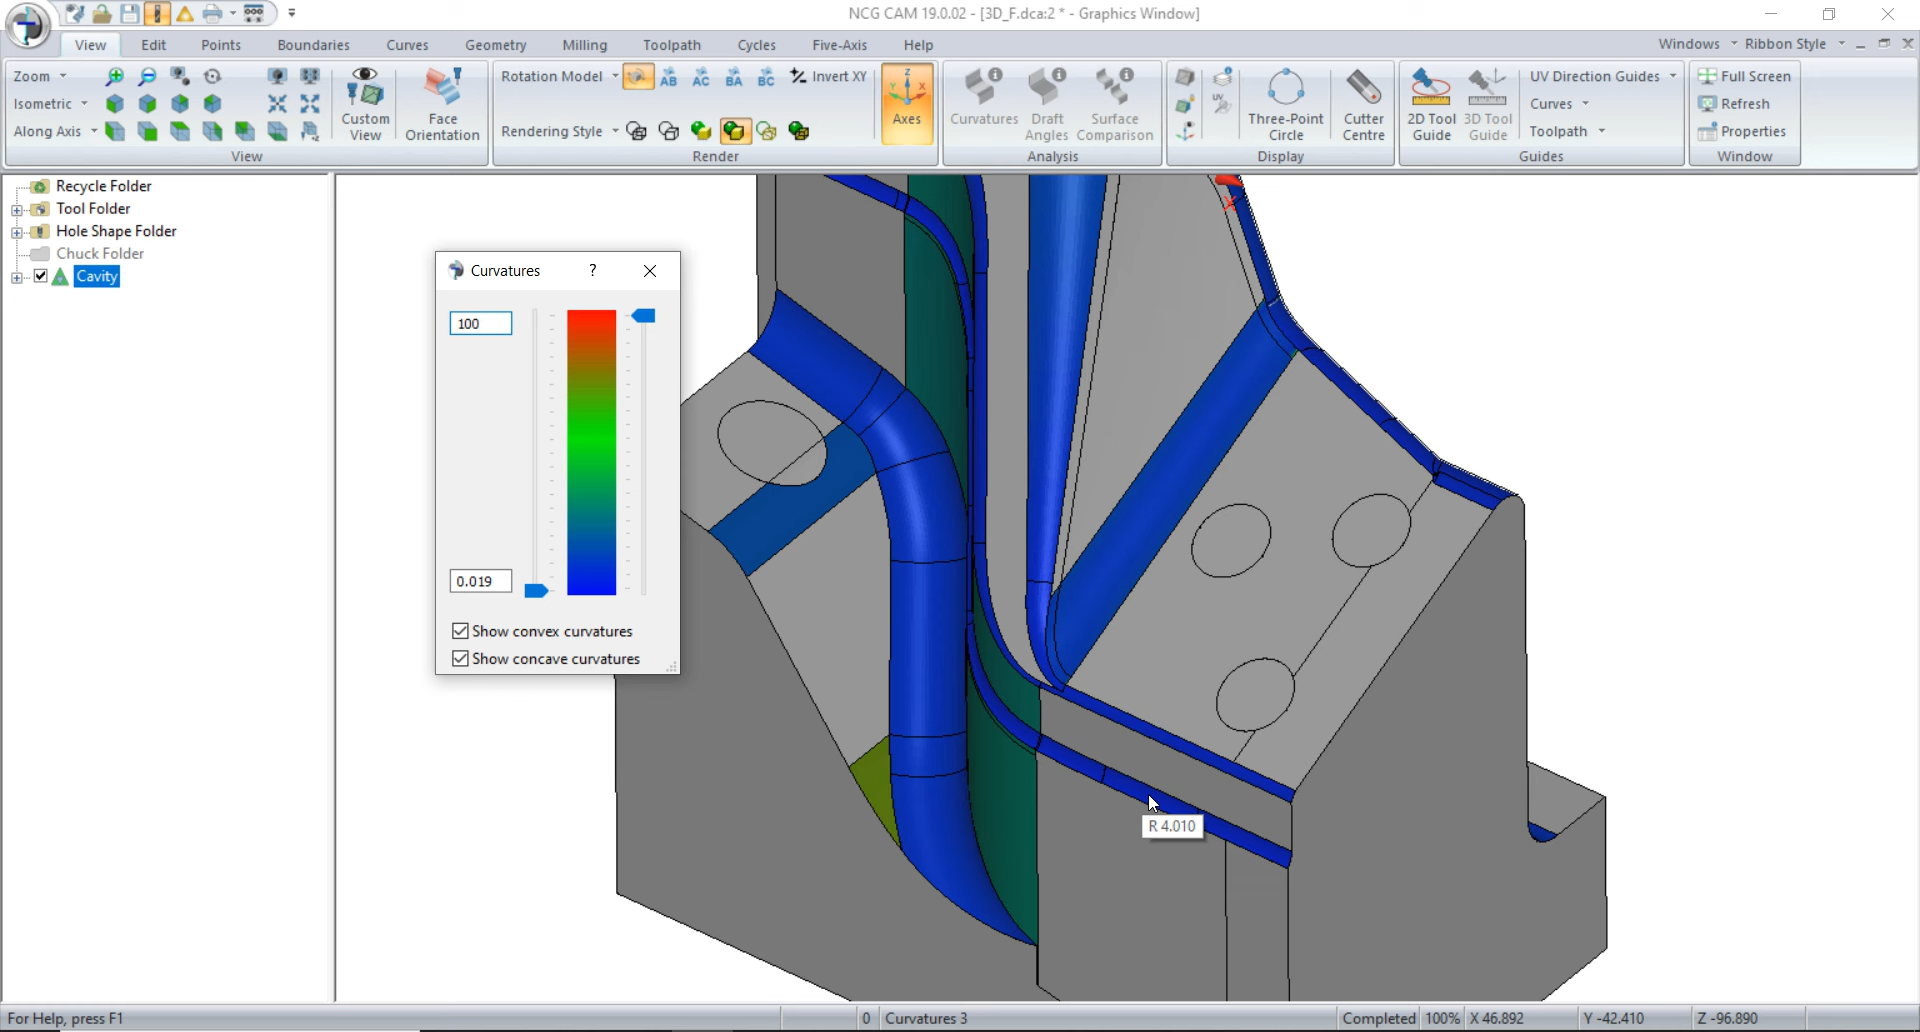 NCG CAM 19.0.02 - [3D_F.dca:2 * - Graphics Window]
View Edit Points Boundaries Curves Geometry Milling Toolpath Cycles Five-Axis Help Windows Ribbon Style
Zoom
Isometric
Along Axis
Custom View
Face Orientation
View
Rotation Model AB AC BA BC Invert XY
Rendering Style
Axes
Render
Curvatures
Draft Angles
Surface Comparison
Analysis
UV
Three-Point Circle
Cutter Centre
Display
2D Tool Guide
3D Tool Guide
UV Direction Guides
Curves
Toolpath
Guides
Full Screen
Refresh
Properties
Window
Recycle Folder
Tool Folder
Hole Shape Folder
Chuck Folder
Cavity
Curvatures ?
100
0.019
Show convex curvatures
Show concave curvatures
R 4.010
For Help, press F1 0 Curvatures 3 Completed 100% X 46.892 Y -42.410 Z -96.890